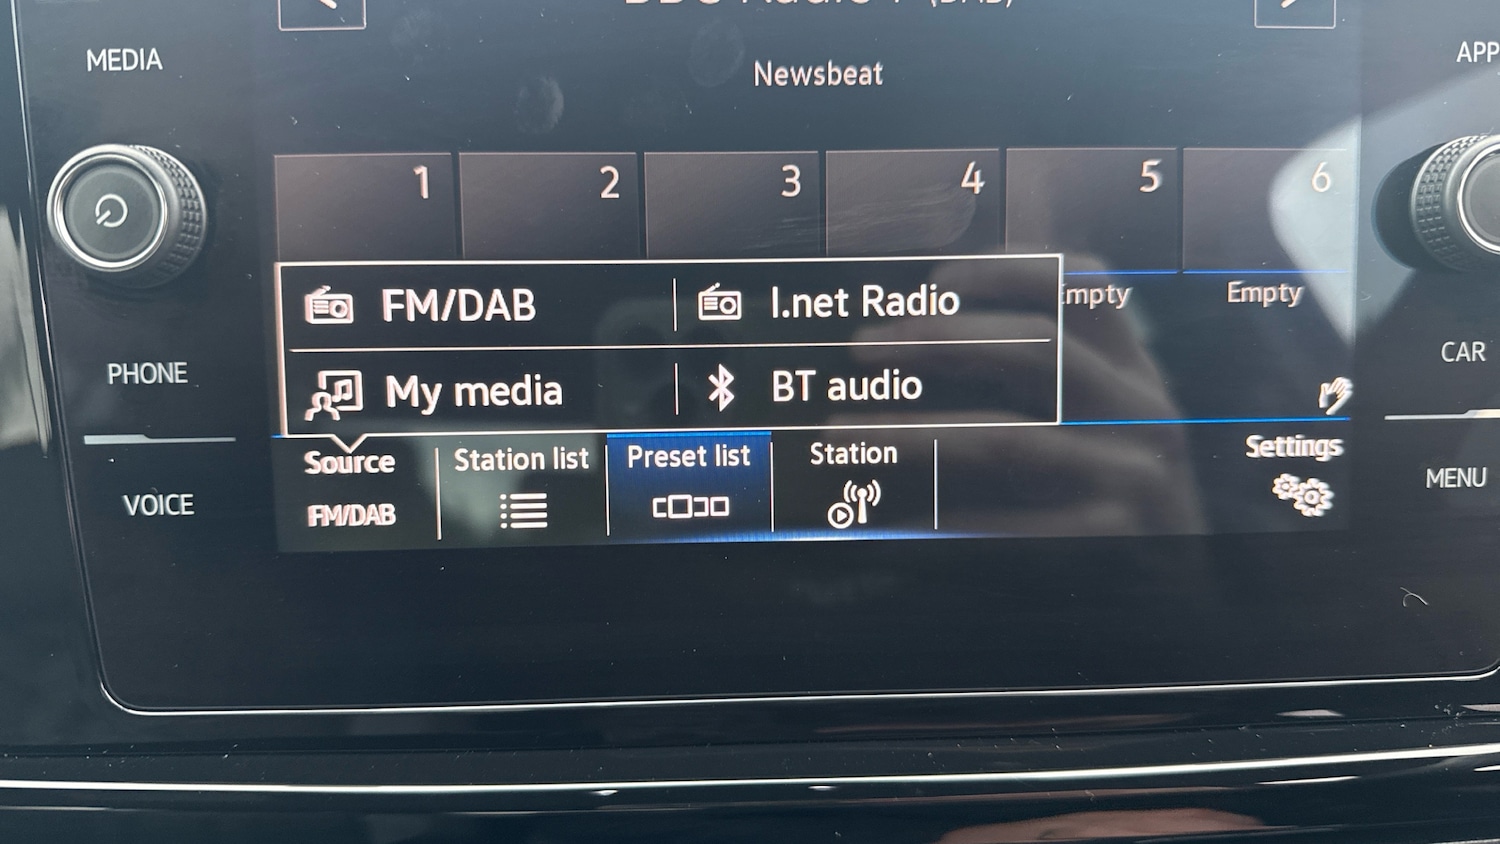 MEDIA
APP
Newsbeat
1 2 3 4 5 6
FM/DAB I.net Radio
Empty Empty
My media BT audio
PHONE
CAR
Source Station list Preset list Station Settings
FM/DAB
VOICE
MENU